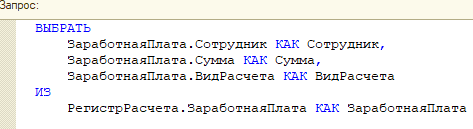 Запрос:
ВЫБРАТЬ
ЗаработнаяПлата.Сотрудник КАК Сотрудник,
ЗаработнаяПлата.Сумма КАК Сумма,
ЗаработнаяПлата.ВидРасчета КАК ВидРасчета
ИЗ
РегистрРасчета.ЗаработнаяПлата КАК ЗаработнаяПлата